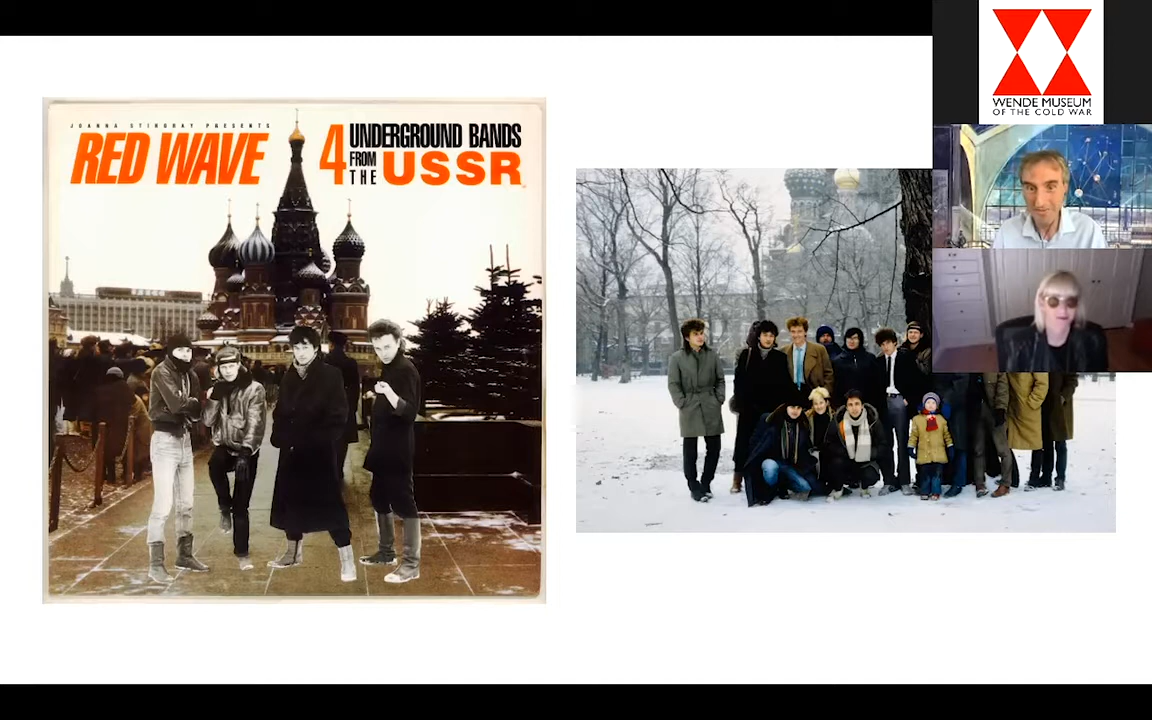 JOANNA STINGRAY PRESENTS
RED WAVE
4 UNDERGROUND BANDS
FROM THE USSR
WENDE MUSEUM
OF THE COLD WAR